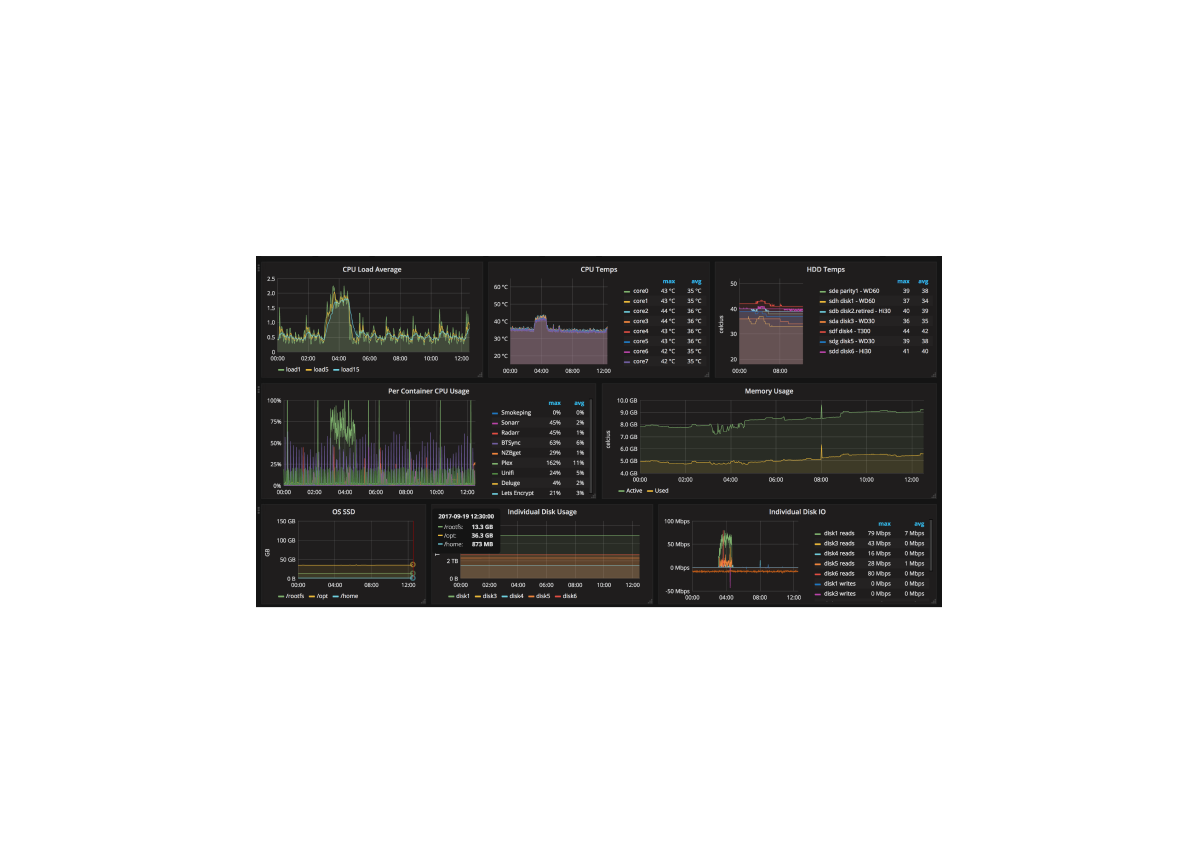 CPU Load Average
2.5
2.0
1.5
1.0
0.5
0
00:00 02:00 04:00 06:00 08:00 10:00 12:00
load1 load5 load15
CPU Temps
60 °C
50 °C
40 °C
30 °C
20 °C
00:00 04:00 08:00 12:00
max avg
core0 43 °C 35 °C
core1 43 °C 35 °C
core2 44 °C 36 °C
core3 44 °C 36 °C
core4 43 °C 35 °C
core5 43 °C 36 °C
core6 42 °C 35 °C
core7 42 °C 35 °C
HDD Temps
celcius
50
40
30
20
00:00 08:00
max avg
sde parity1 - WD60 39 38
sdh disk1 - WD60 37 34
sdb disk2.retired - HI30 40 39
sda disk3 - WD30 36 35
sdf disk4 - T300 44 42
sdg disk5 - WD30 39 38
sdd disk6 - HI30 41 40
Per Container CPU Usage
100%
75%
50%
25%
0%
00:00 02:00 04:00 06:00 08:00 10:00 12:00
max avg
Smokeping 0% 0%
Sonarr 45% 2%
Radarr 45% 1%
BTSync 63% 6%
NZBget 29% 1%
Plex 162% 11%
Unifi 24% 5%
Deluge 4% 2%
Lets Encrypt 21% 3%
Memory Usage
celcius
10.0 GB
9.0 GB
8.0 GB
7.0 GB
6.0 GB
5.0 GB
4.0 GB
00:00 02:00 04:00 06:00 08:00 10:00 12:00
Active Used
OS SSD
GB
150 GB
100 GB
50 GB
0 B
00:00 04:00 08:00 12:00
/rootfs /opt /home
Individual Disk Usage
2017-09-19 12:30:00
/rootfs: 13.3 GB
/opt: 36.3 GB
/home: 873 MB
2 TB
0 B
00:00 02:00 04:00 06:00 08:00 10:00 12:00
disk1 disk3 disk4 disk5 disk6
Individual Disk IO
100 Mbps
50 Mbps
0 Mbps
-50 Mbps
00:00 04:00 08:00 12:00
max avg
disk1 reads 79 Mbps 7 Mbps
disk3 reads 43 Mbps 0 Mbps
disk4 reads 16 Mbps 0 Mbps
disk5 reads 28 Mbps 1 Mbps
disk6 reads 80 Mbps 0 Mbps
disk1 writes 0 Mbps 0 Mbps
disk3 writes 0 Mbps 0 Mbps